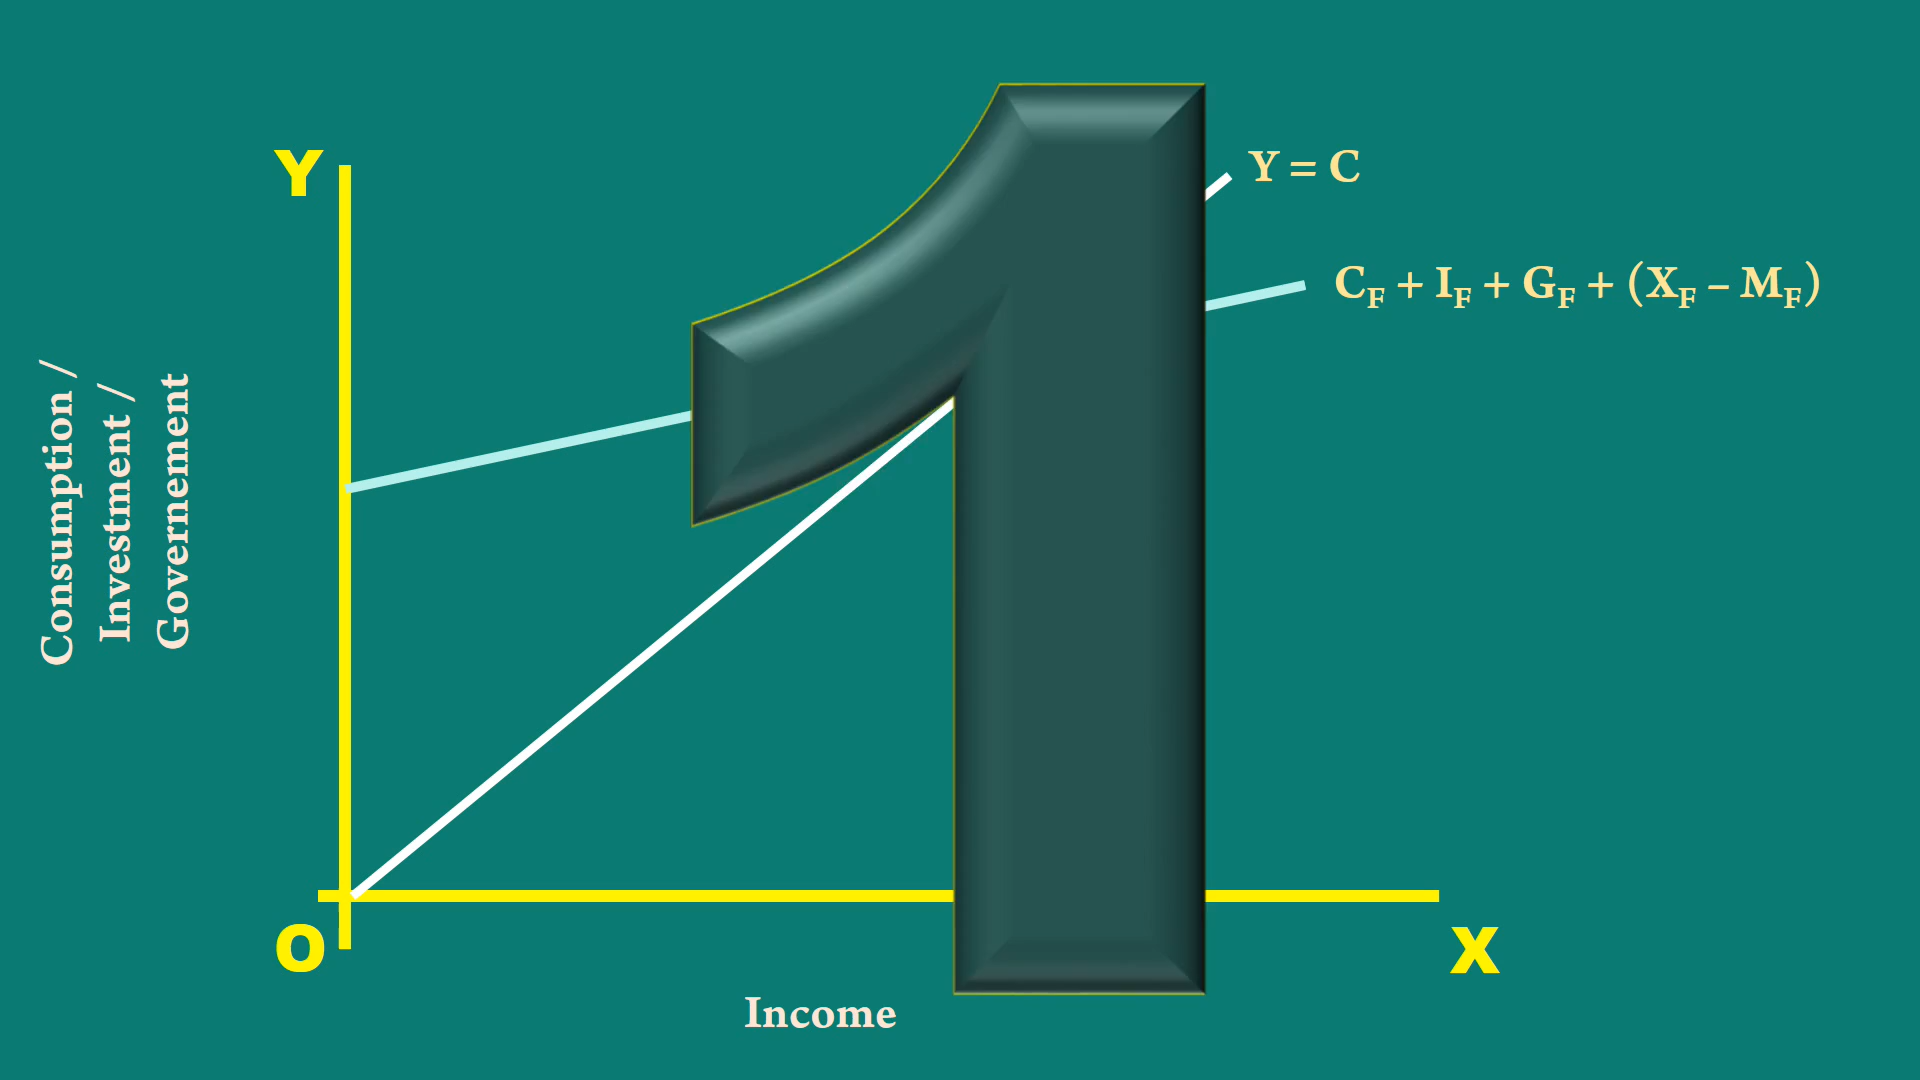 1
Y
Y = C
C_F + I_F + G_F + (X_F – M_F)
Consumption /
Investment /
Governement
O
X
Income